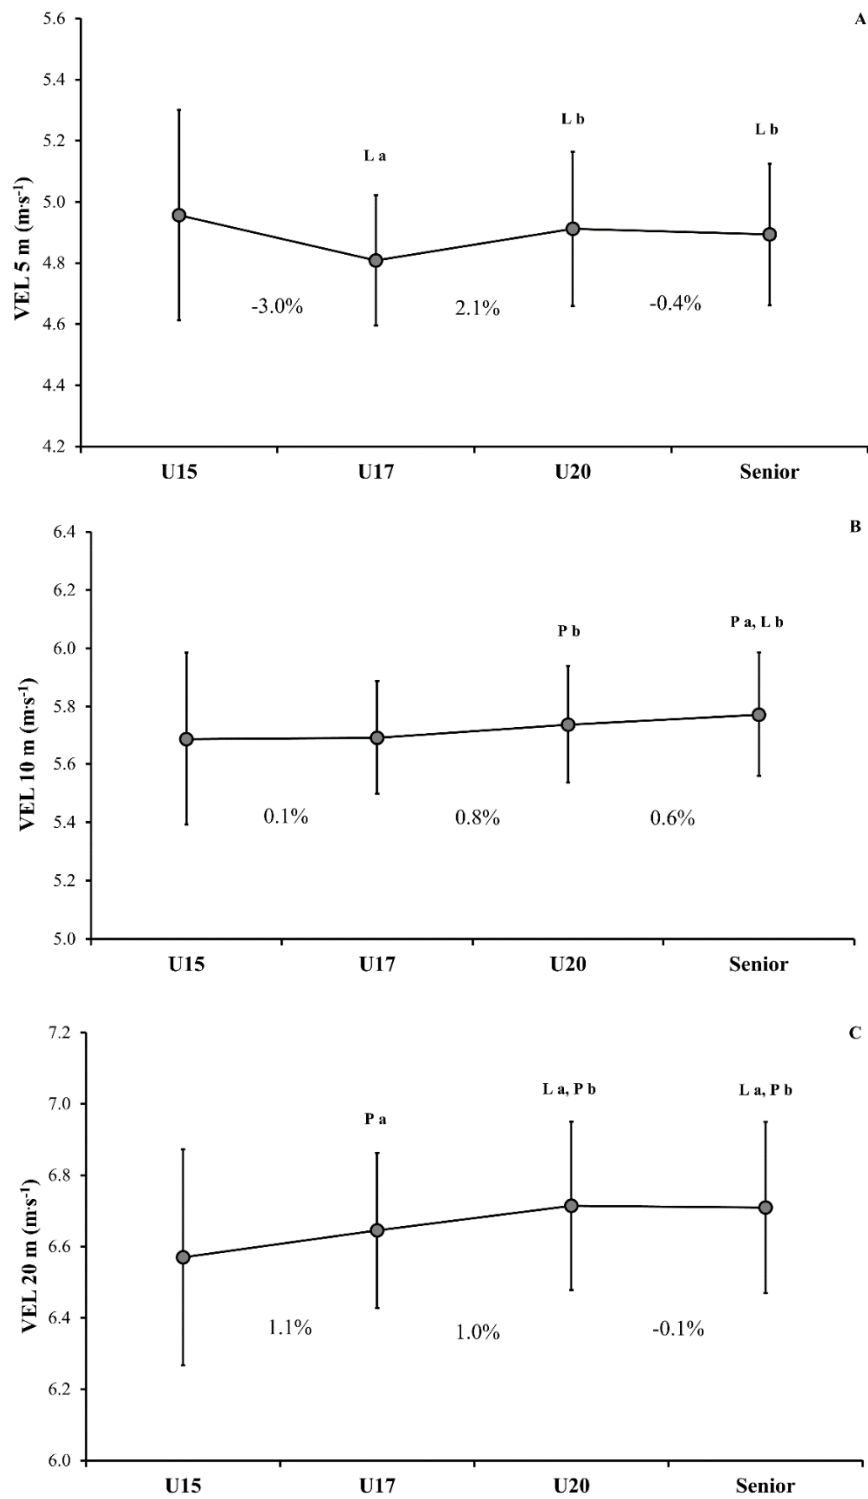 A
5.6
5.4
5.2
5.0
4.8
4.6
4.4
4.2
VEL 5 m (m·s-1)
L a
L b
L b
-3.0%
2.1%
-0.4%
U15
U17
U20
Senior
B
6.4
6.2
6.0
5.8
5.6
5.4
5.2
5.0
VEL 10 m (m·s-1)
P b
P a, L b
0.1%
0.8%
0.6%
U15
U17
U20
Senior
C
7.2
7.0
6.8
6.6
6.4
6.2
6.0
VEL 20 m (m·s-1)
P a
L a, P b
L a, P b
1.1%
1.0%
-0.1%
U15
U17
U20
Senior